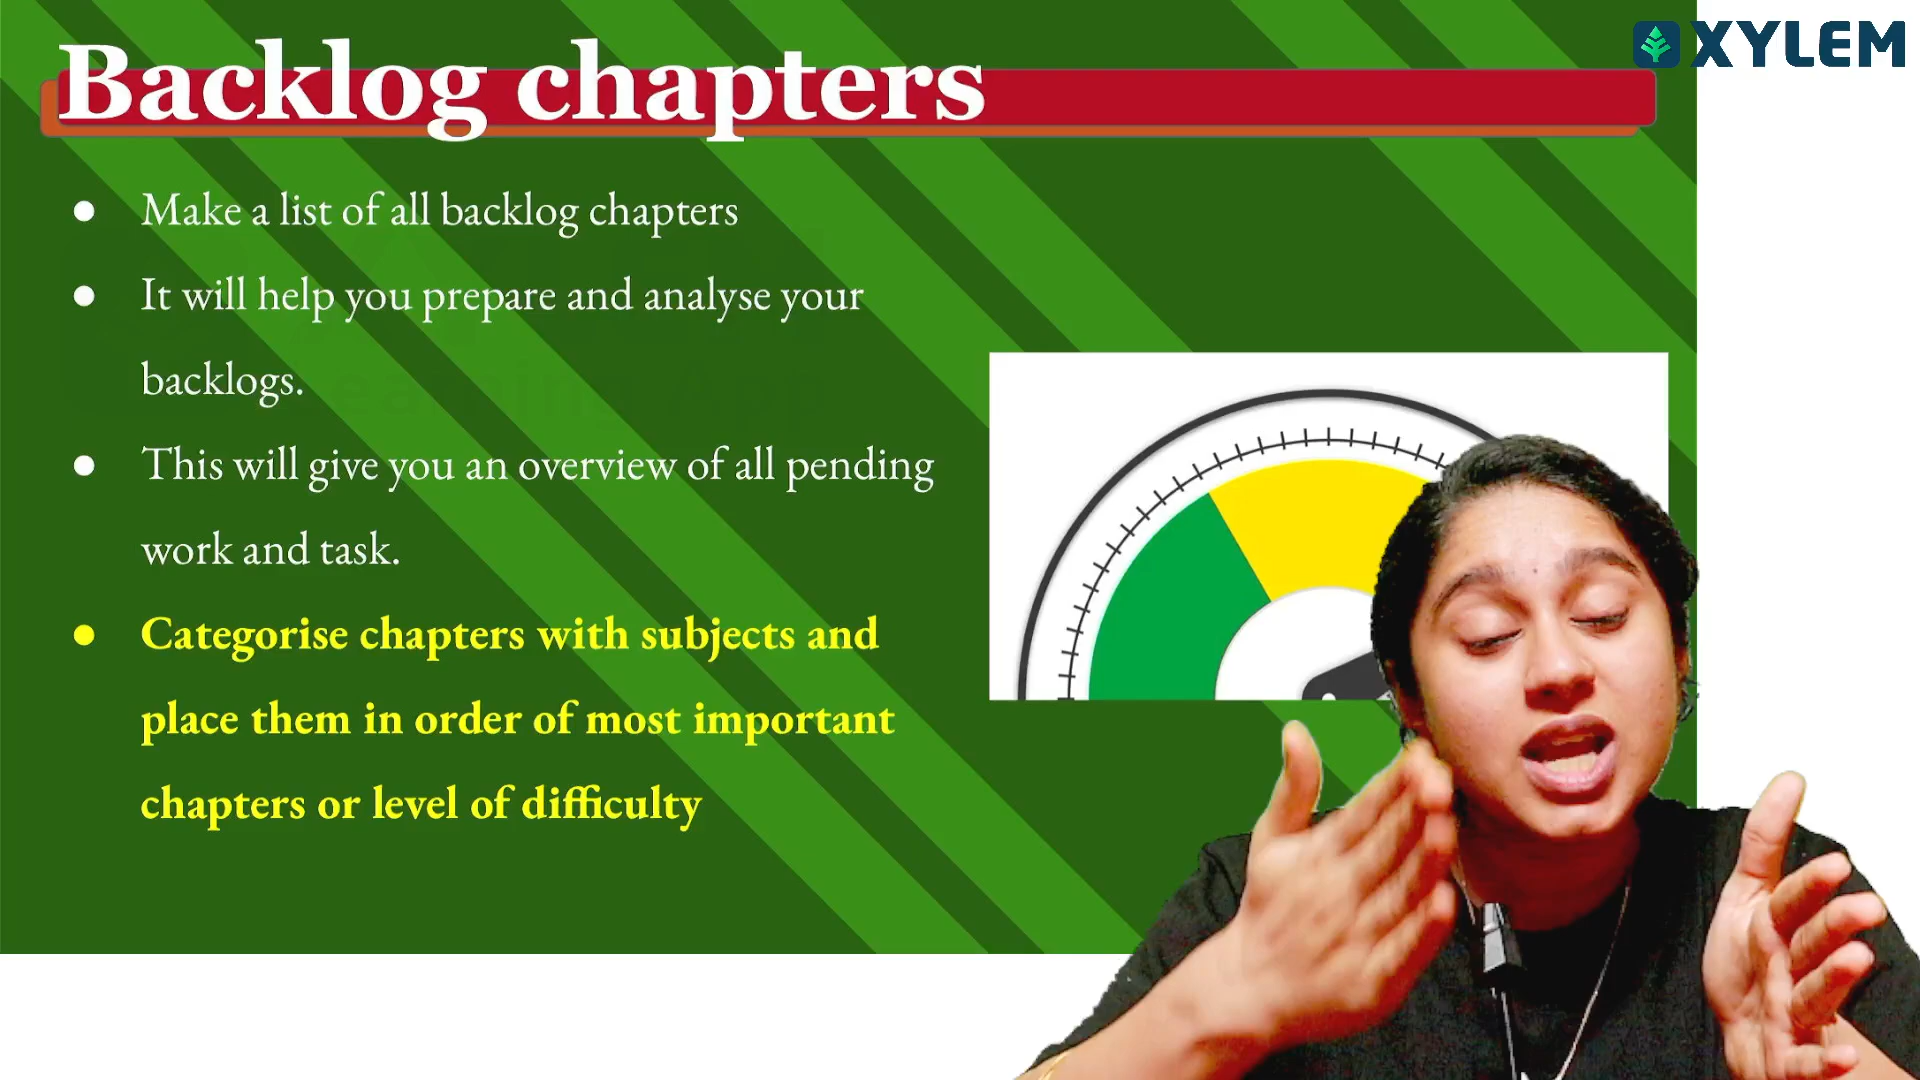 XYLEM
Backlog chapters
● Make a list of all backlog chapters
● It will help you prepare and analyse your
backlogs.
● This will give you an overview of all pending
work and task.
● Categorise chapters with subjects and
place them in order of most important
chapters or level of difficulty